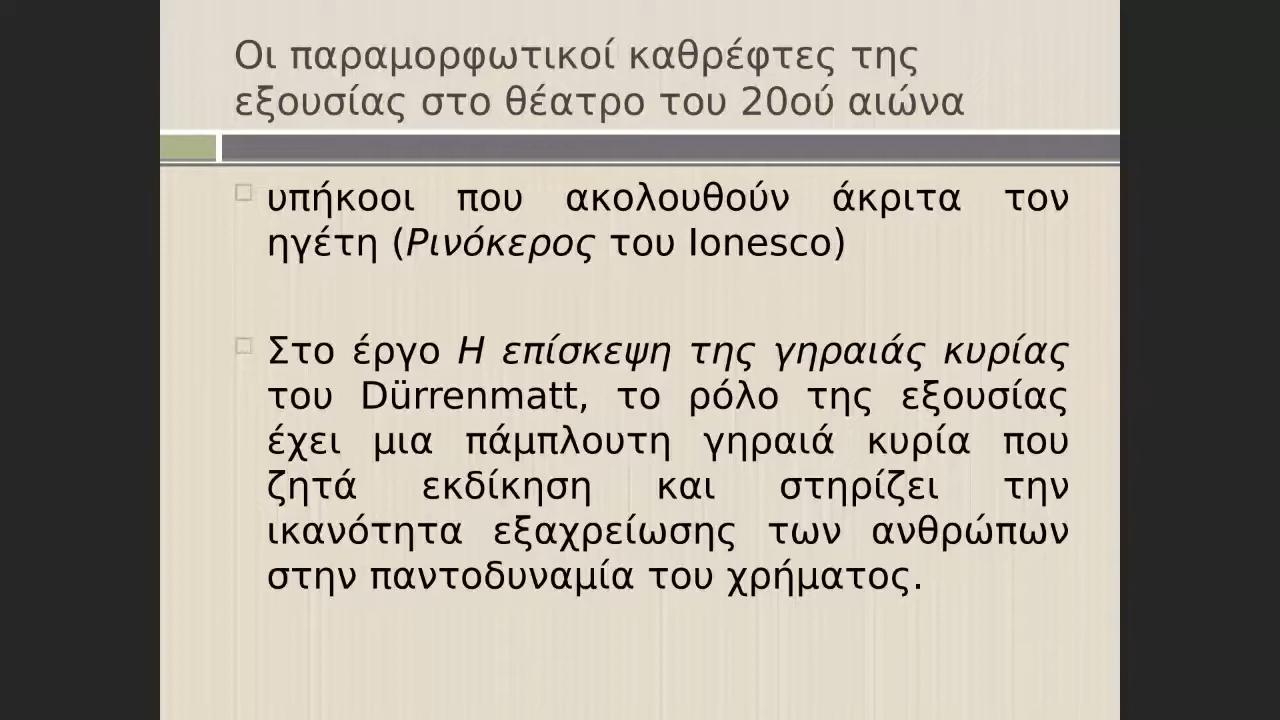 Οι παραμορφωτικοί καθρέφτες της
εξουσίας στο θέατρο του 20ού αιώνα
υπήκοοι που ακολουθούν άκριτα τον
ηγέτη (Ρινόκερος του Ionesco)
Στο έργο Η επίσκεψη της γηραιάς κυρίας
του Dürrenmatt, το ρόλο της εξουσίας
έχει μια πάμπλουτη γηραιά κυρία που
ζητά εκδίκηση και στηρίζει την
ικανότητα εξαχρείωσης των ανθρώπων
στην παντοδυναμία του χρήματος.